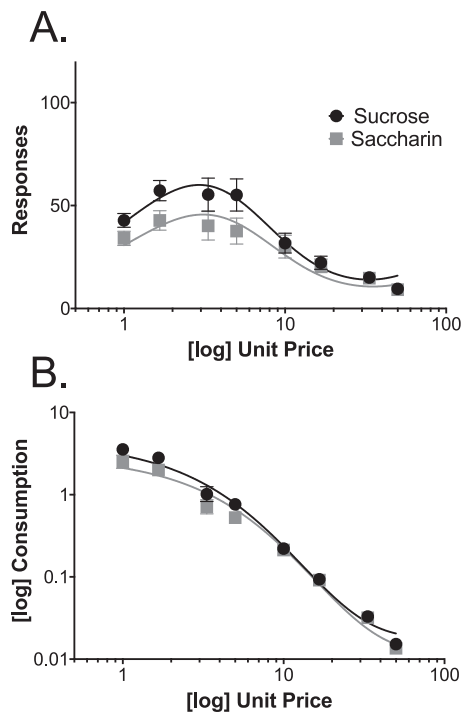 A.
100
50
0
Responses
Sucrose
Saccharin
1
10
100
[log] Unit Price
B.
10
1
0.1
0.01
[log] Consumption
1
10
100
[log] Unit Price